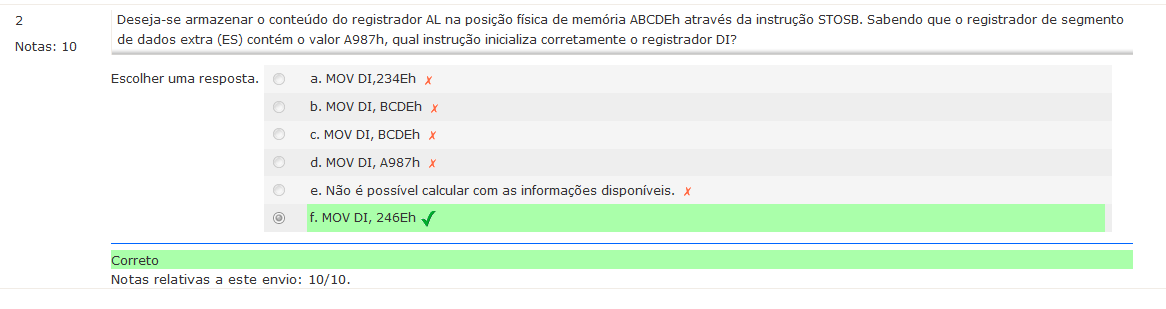 2
Notas: 10
Deseja-se armazenar o conteúdo do registrador AL na posição física de memória ABCDEh através da instrução STOSB. Sabendo que o registrador de segmento
de dados extra (ES) contém o valor A987h, qual instrução inicializa corretamente o registrador DI?
Escolher uma resposta.
a. MOV DI,234Eh ✗
b. MOV DI, BCDEh ✗
c. MOV DI, BCDEh ✗
d. MOV DI, A987h ✗
e. Não é possível calcular com as informações disponíveis. ✗
f. MOV DI, 246Eh ✓
Correto
Notas relativas a este envio: 10/10.